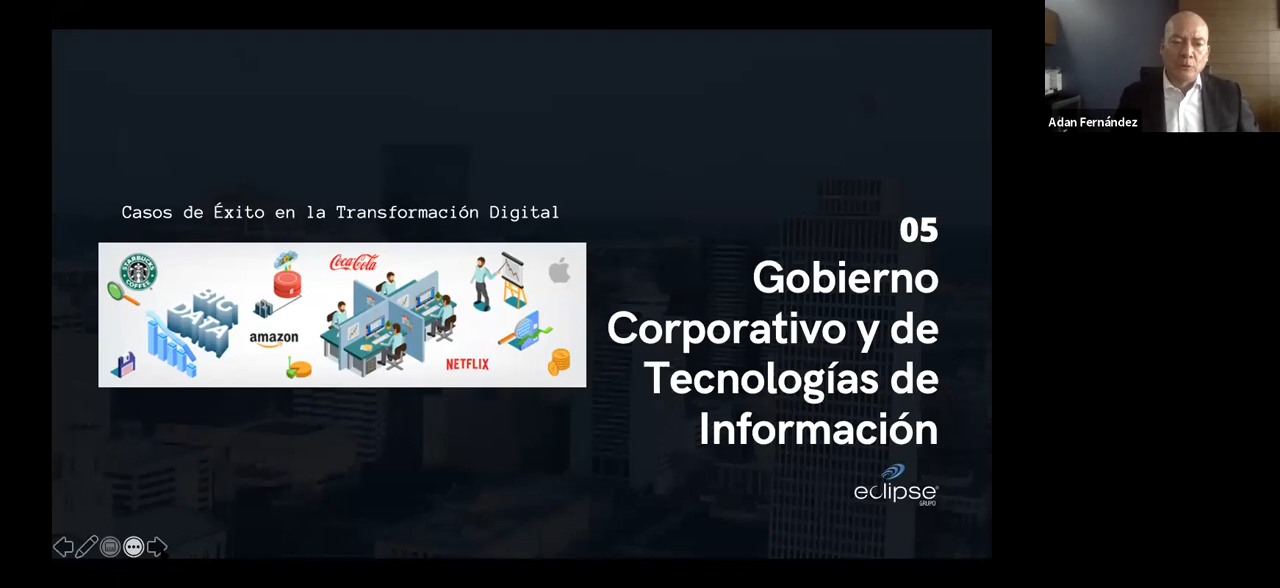 Casos de Éxito en la Transformación Digital
STARBUCKS
COFFEE
BIG
DATA
amazon
Coca-Cola
NETFLIX
05
Gobierno
Corporativo y de
Tecnologías de
Información
eclipse
GRUPO
Adan Fernández